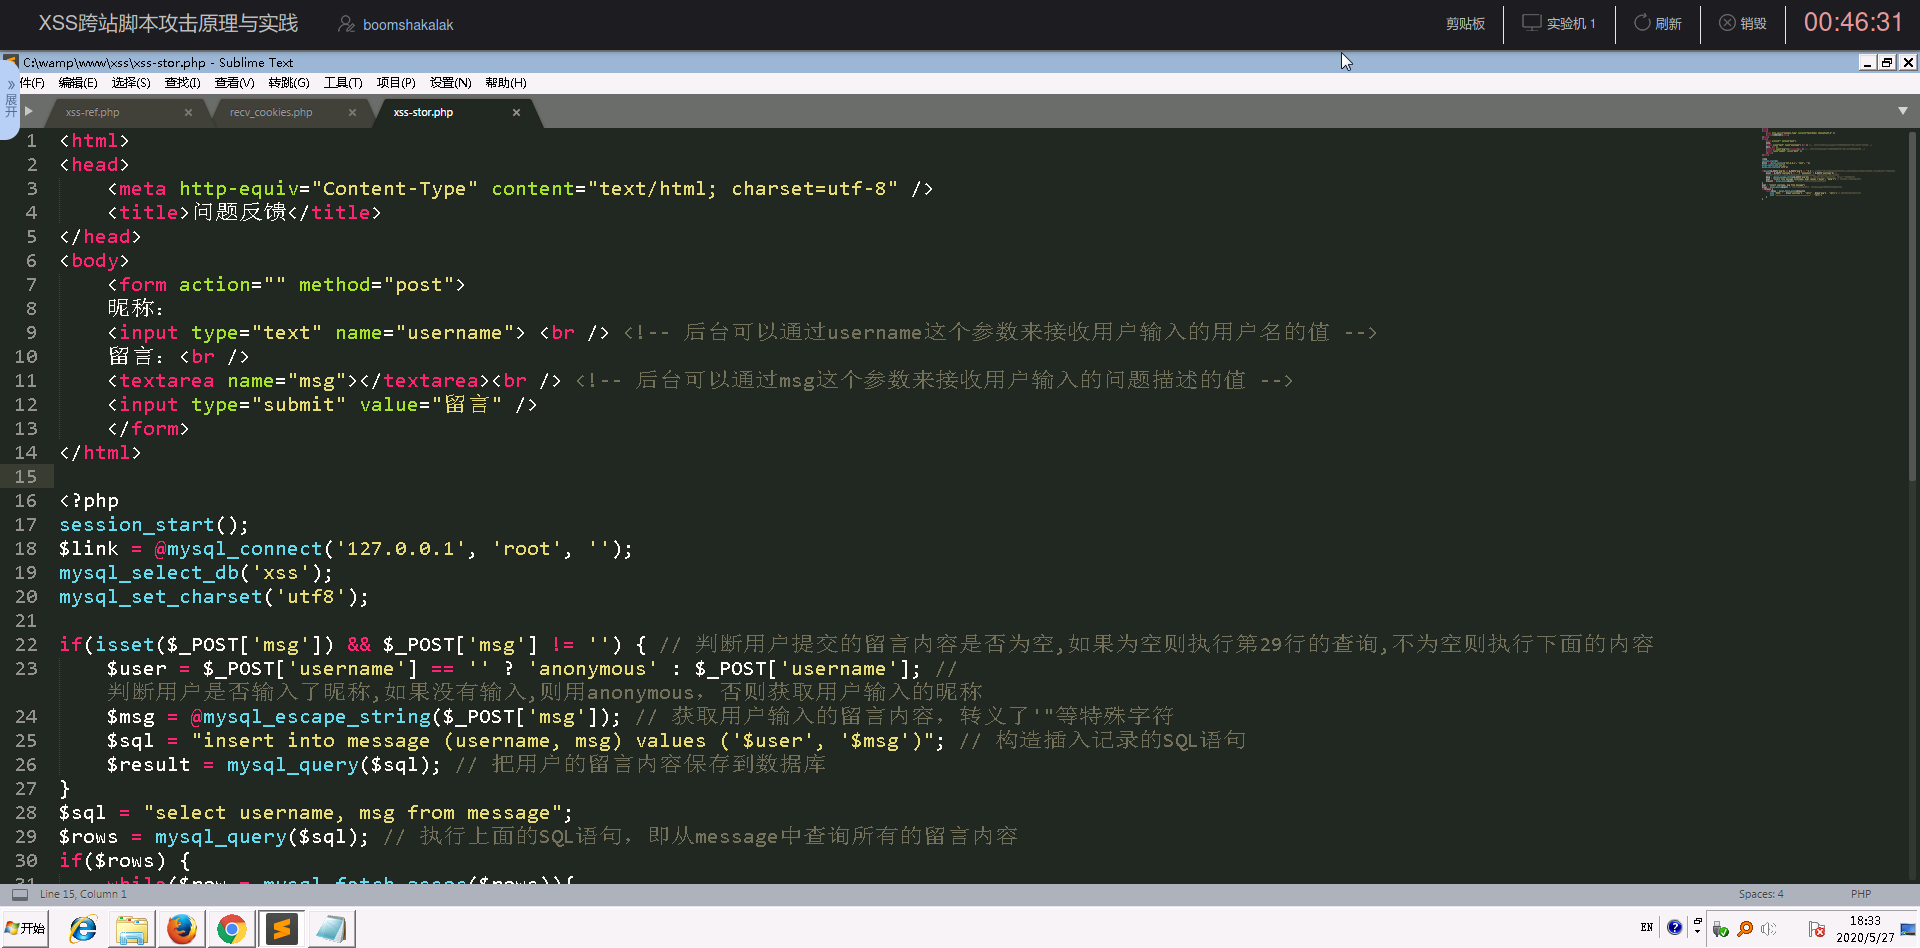 XSS跨站脚本攻击原理与实践 boomshakalak 剪贴板 实验机 1 刷新 销毁 00:46:31
C:\wamp\www\xss\xss-stor.php - Sublime Text
件(F) 编辑(E) 选择(S) 查找(I) 查看(V) 转跳(G) 工具(T) 项目(P) 设置(N) 帮助(H)
» 展开
xss-ref.php × recv_cookies.php × xss-stor.php ×
1 <html>
2 <head>
3 <meta http-equiv="Content-Type" content="text/html; charset=utf-8" />
4 <title>问题反馈</title>
5 </head>
6 <body>
7 <form action="" method="post">
8 昵称:
9 <input type="text" name="username"> <br /> <!-- 后台可以通过username这个参数来接收用户输入的用户名的值 -->
10 留言: <br />
11 <textarea name="msg"></textarea><br /> <!-- 后台可以通过msg这个参数来接收用户输入的问题描述的值 -->
12 <input type="submit" value="留言" />
13 </form>
14 </html>
15
16 <?php
17 session_start();
18 $link = @mysql_connect('127.0.0.1', 'root', '');
19 mysql_select_db('xss');
20 mysql_set_charset('utf8');
21
22 if(isset($_POST['msg']) && $_POST['msg'] != '') { // 判断用户提交的留言内容是否为空,如果为空则执行第29行的查询,不为空则执行下面的内容
23 $user = $_POST['username'] == '' ? 'anonymous' : $_POST['username']; //
判断用户是否输入了昵称,如果没有输入,则用anonymous，否则获取用户输入的昵称
24 $msg = @mysql_escape_string($_POST['msg']); // 获取用户输入的留言内容，转义了'"等特殊字符
25 $sql = "insert into message (username, msg) values ('$user', '$msg')"; // 构造插入记录的SQL语句
26 $result = mysql_query($sql); // 把用户的留言内容保存到数据库
27 }
28 $sql = "select username, msg from message";
29 $rows = mysql_query($sql); // 执行上面的SQL语句，即从message中查询所有的留言内容
30 if($rows) {
31 while($row = mysql_fetch_assoc($rows)){
Line 15, Column 1 Spaces: 4 PHP
开始 EN 18:33
2020/5/27